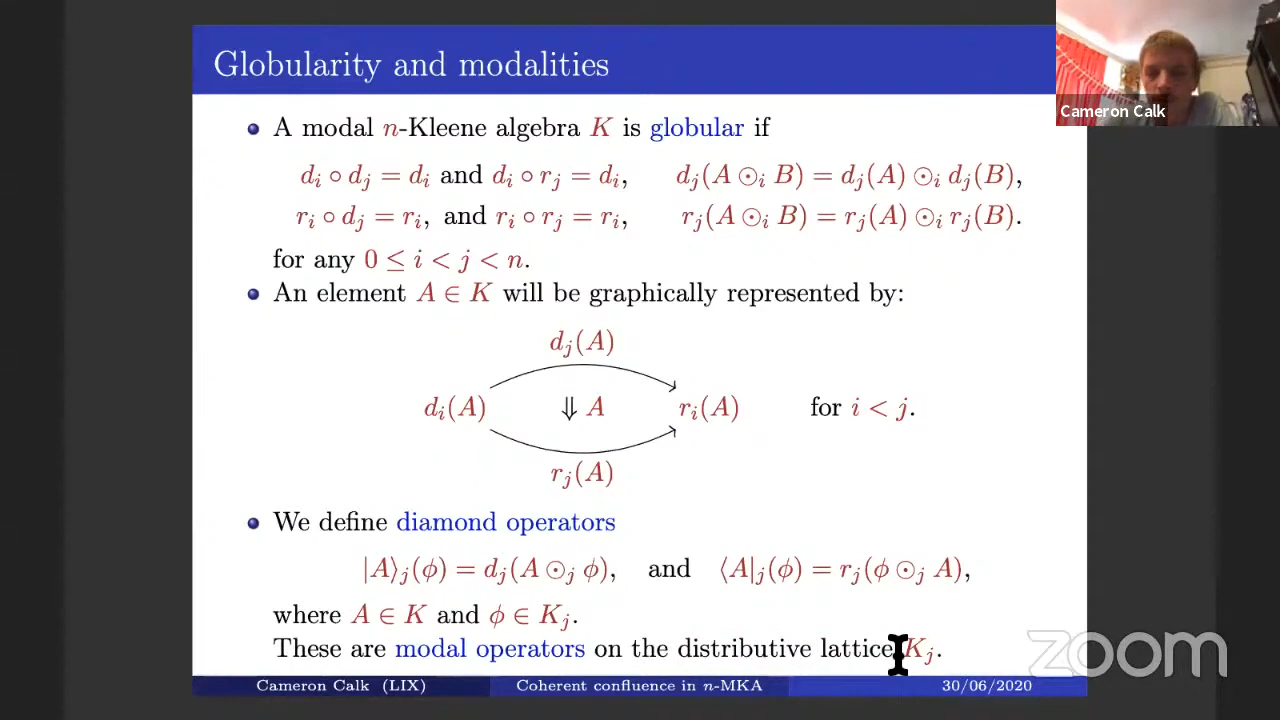 Globularity and modalities
Cameron Calk
A modal n-Kleene algebra K is globular if
d_i ∘ d_j = d_i and d_i ∘ r_j = d_i,    d_j(A ⊙_i B) = d_j(A) ⊙_i d_j(B),
r_i ∘ d_j = r_i, and r_i ∘ r_j = r_i,    r_j(A ⊙_i B) = r_j(A) ⊙_i r_j(B).
for any 0 ≤ i < j < n.
An element A ∈ K will be graphically represented by:
d_j(A)
d_i(A) ⇓ A r_i(A) for i < j.
r_j(A)
We define diamond operators
|A⟩_j(ϕ) = d_j(A ⊙_j ϕ), and ⟨A|_j(ϕ) = r_j(ϕ ⊙_j A),
where A ∈ K and ϕ ∈ K_j.
These are modal operators on the distributive lattice K_j.
zoom
Cameron Calk (LIX) Coherent confluence in n-MKA 30/06/2020